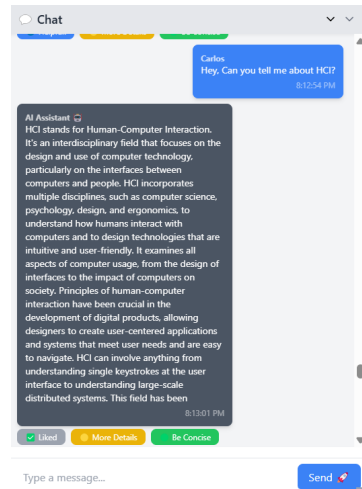 Chat
Carlos
Hey, Can you tell me about HCI?
8:12:54 PM
AI Assistant
HCI stands for Human-Computer Interaction.
It's an interdisciplinary field that focuses on the
design and use of computer technology,
particularly on the interfaces between
computers and people. HCI incorporates
multiple disciplines, such as computer science,
psychology, design, and ergonomics, to
understand how humans interact with
computers and to design technologies that are
intuitive and user-friendly. It examines all
aspects of computer usage, from the design of
interfaces to the impact of computers on
society. Principles of human-computer
interaction have been crucial in the
development of digital products, allowing
designers to create user-centered applications
and systems that meet user needs and are easy
to navigate. HCI can involve anything from
understanding single keystrokes at the user
interface to understanding large-scale
distributed systems. This field has been
8:13:01 PM
Liked More Details Be Concise
Type a message... Send